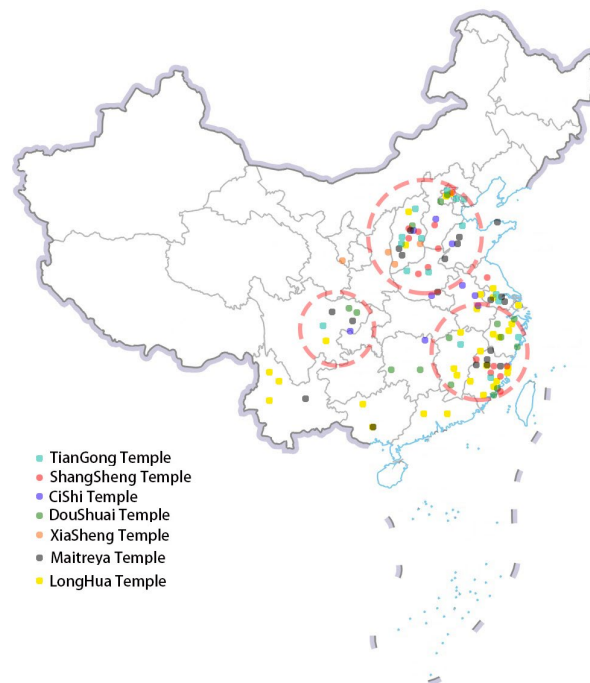 TianGong Temple
ShangSheng Temple
CiShi Temple
DouShuai Temple
XiaSheng Temple
Maitreya Temple
LongHua Temple